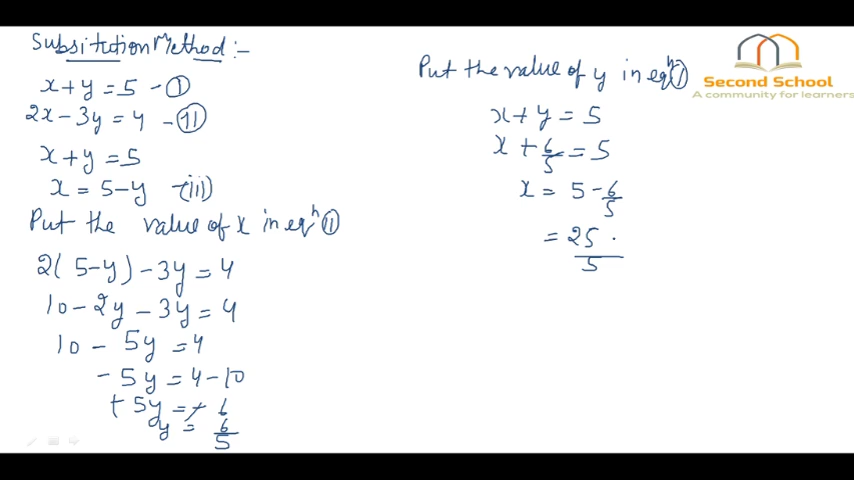 Subsitution Method :-
x + y = 5 - (I)
2x - 3y = 4 - (II)
x + y = 5
x = 5 - y - (iii)
Put the value of x in eqⁿ (II)
2(5-y) - 3y = 4
10 - 2y - 3y = 4
10 - 5y = 4
- 5y = 4 - 10
+ 5y = + 6
y = 6/5
Put the value of y in eqⁿ (I)
x + y = 5
x + 6/5 = 5
x = 5 - 6/5
= 25 /5
Second School
A community for learners